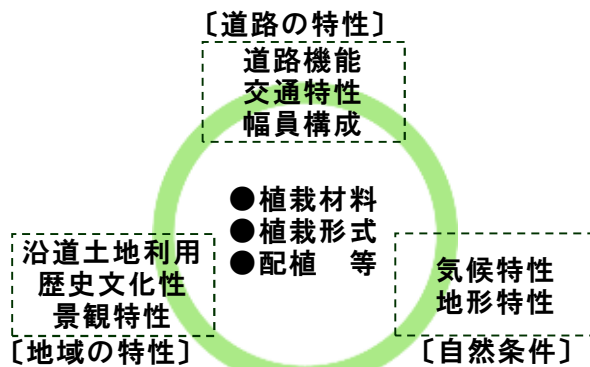 〔道路の特性〕
道路機能
交通特性
幅員構成
●植栽材料
●植栽形式
●配植　等
沿道土地利用
歴史文化性
景観特性
〔地域の特性〕
気候特性
地形特性
〔自然条件〕